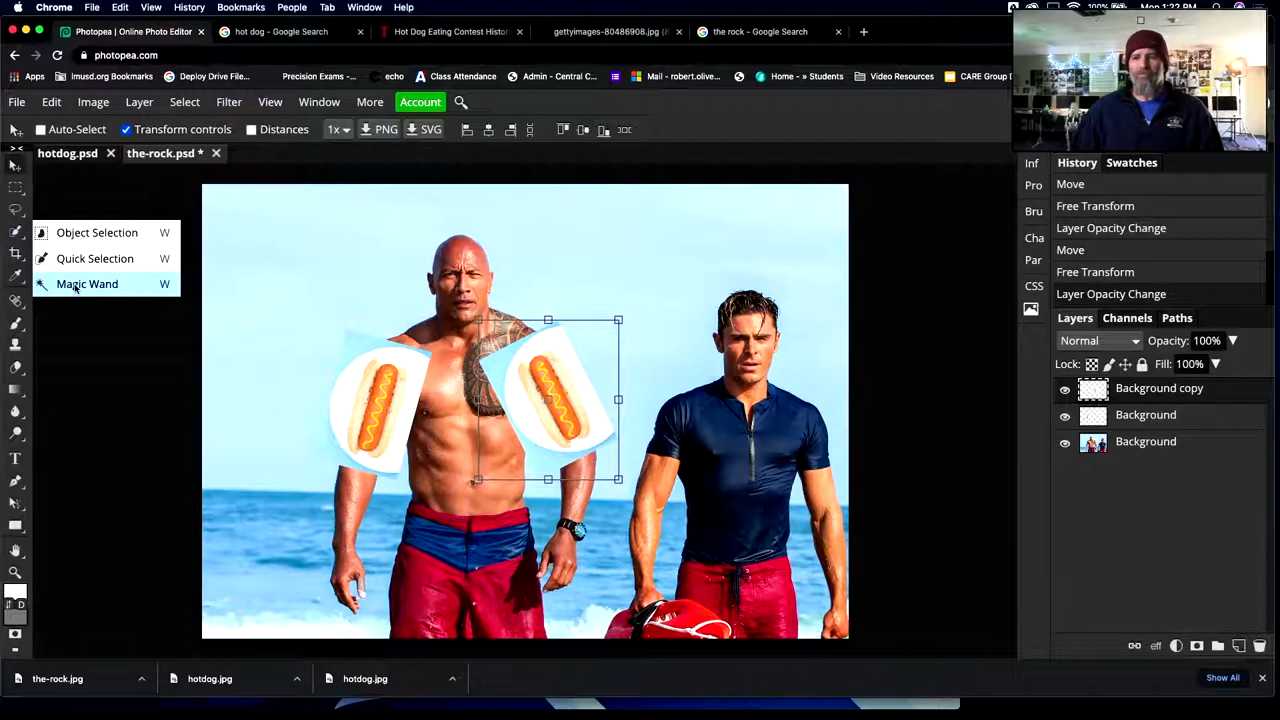 Chrome File Edit View History Bookmarks People Tab Window Help 100% Mon 1:22 PM
Photopea | Online Photo Editor hot dog - Google Search Hot Dog Eating Contest Histor gettyimages-80486908.jpg (8 the rock - Google Search
photopea.com
Apps lmusd.org Bookmarks Deploy Drive File... Precision Exams -... echo Class Attendance Admin - Central C... Mail - robert.olive... Home - » Students Video Resources CARE Group D
File Edit Image Layer Select Filter View Window More Account
Auto-Select Transform controls Distances 1x PNG SVG
hotdog.psd the-rock.psd *
Inf History Swatches
Pro Move
Free Transform
Bru Layer Opacity Change
Cha Move
Par Free Transform
CSS Layer Opacity Change
Object Selection W
Quick Selection W
Magic Wand W
Layers Channels Paths
Normal Opacity: 100%
Lock: Fill: 100%
Background copy
Background
Background
T
D
eff
the-rock.jpg hotdog.jpg hotdog.jpg Show All